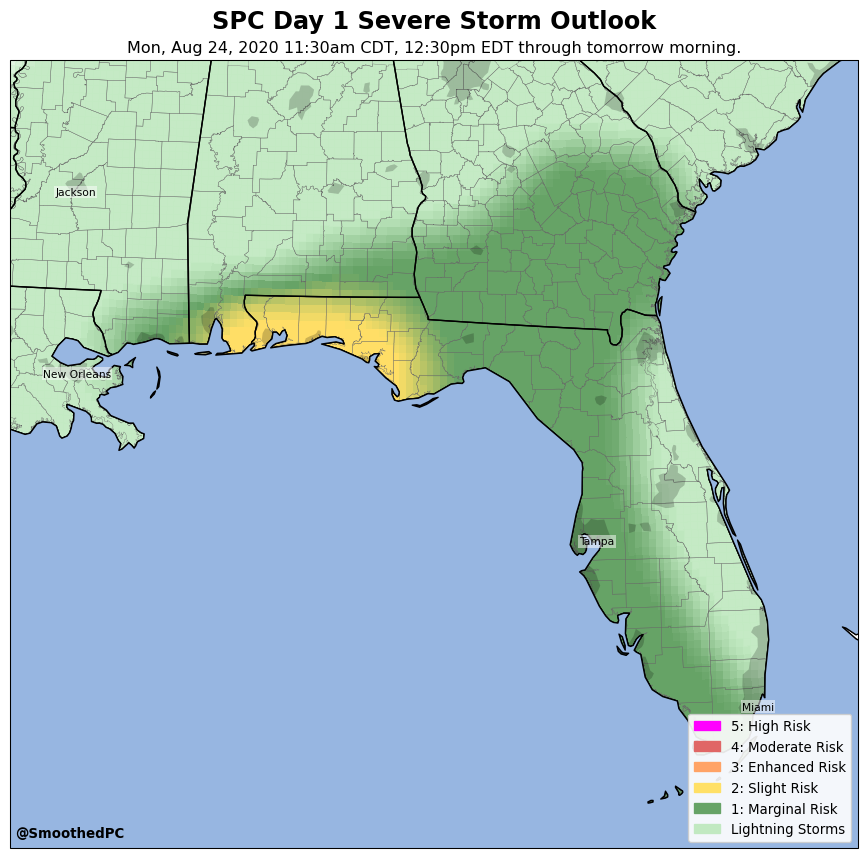 SPC Day 1 Severe Storm Outlook
Mon, Aug 24, 2020 11:30am CDT, 12:30pm EDT through tomorrow morning.
Jackson
New Orleans
Tampa
Miami
5: High Risk
4: Moderate Risk
3: Enhanced Risk
2: Slight Risk
1: Marginal Risk
Lightning Storms
@SmoothedPC